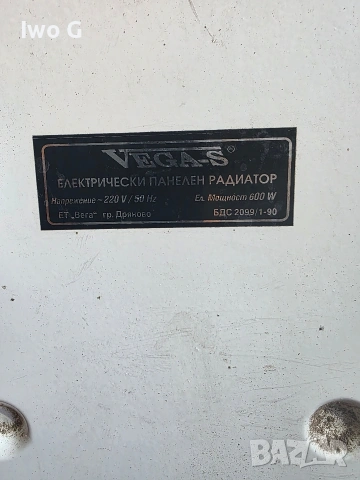 Iwo G
VEGA-S®
ЕЛЕКТРИЧЕСКИ ПАНЕЛЕН РАДИАТОР
Напрежение ~220 V / 50 Hz Ел. Мощност 600 W
ЕТ „Вега" гр. Дряново БДС 2099/1-90
BAZAR